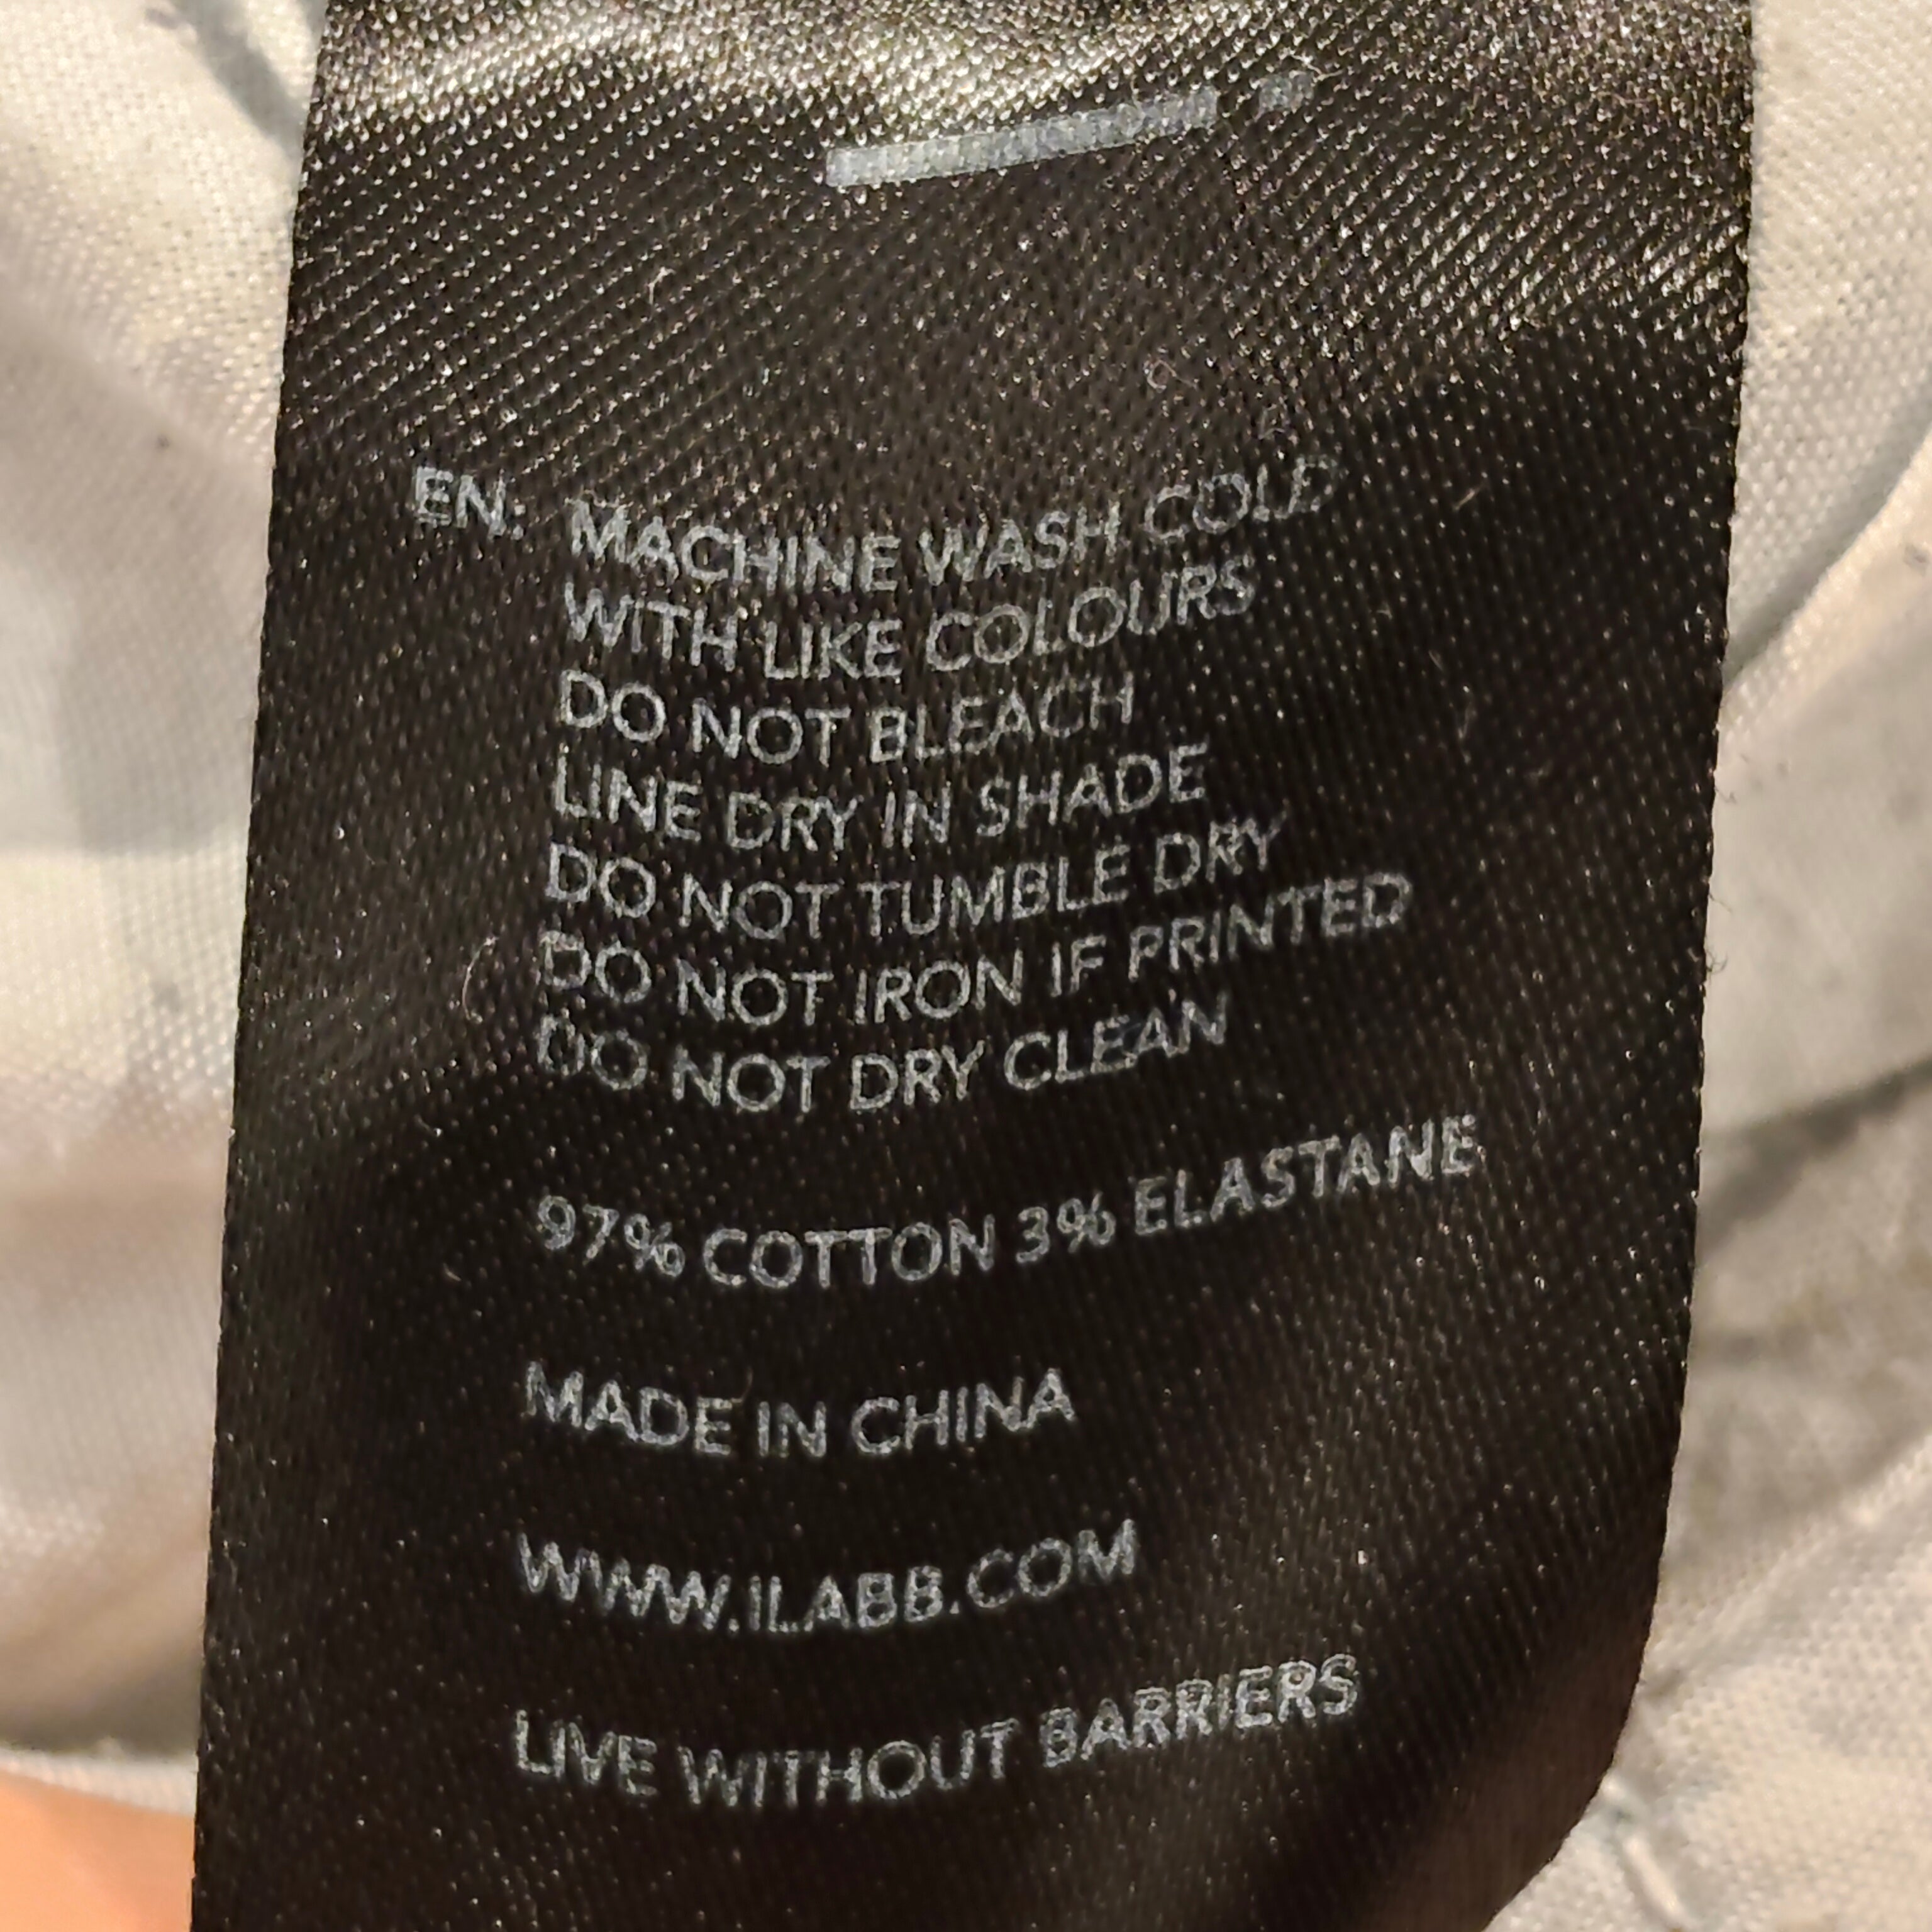 EN: MACHINE WASH COLD
WITH LIKE COLOURS
DO NOT BLEACH
LINE DRY IN SHADE
DO NOT TUMBLE DRY
DO NOT IRON IF PRINTED
DO NOT DRY CLEAN
97% COTTON 3% ELASTANE
MADE IN CHINA
WWW.ILABB.COM
LIVE WITHOUT BARRIERS